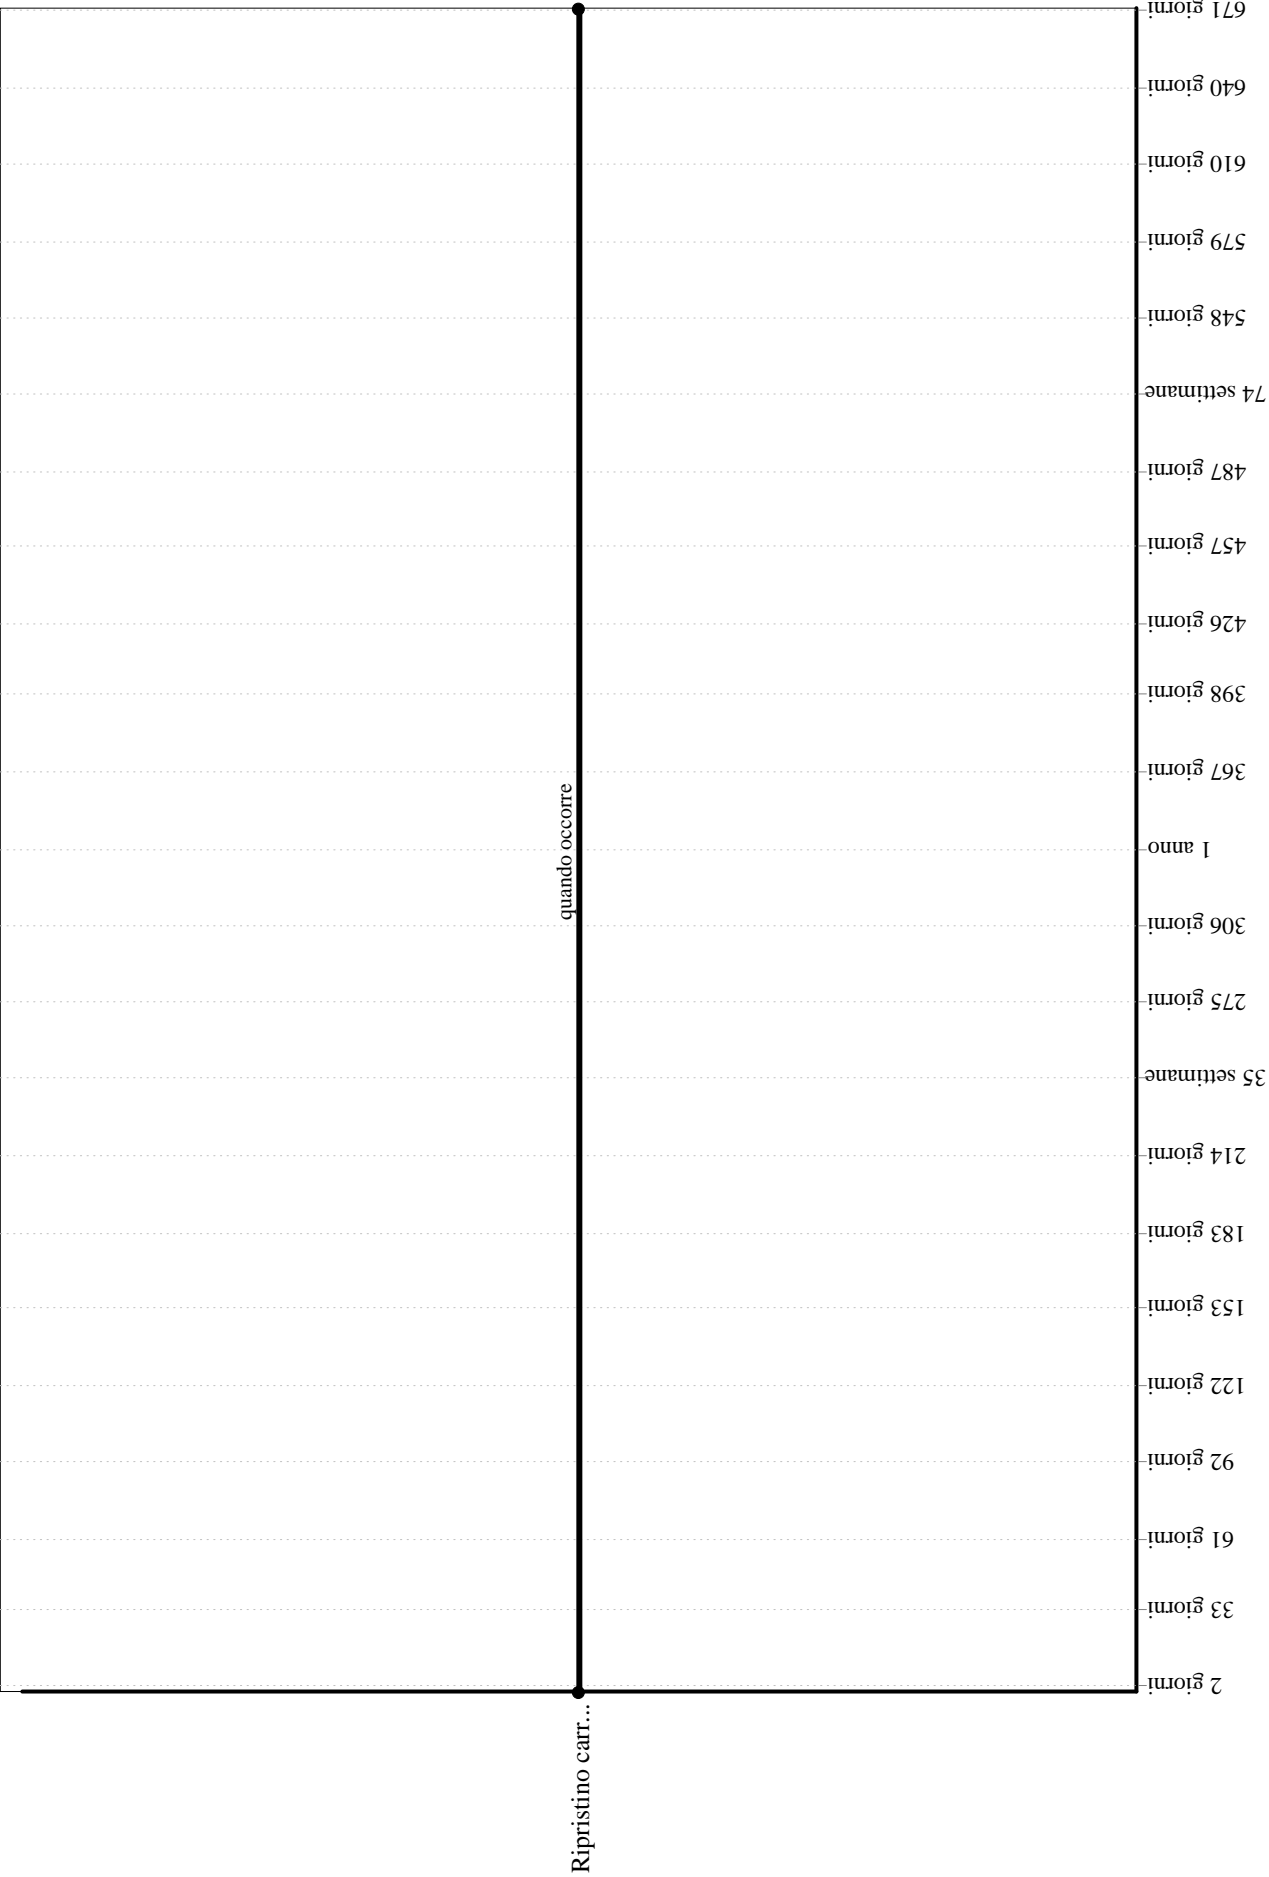 671 giorni
640 giorni
610 giorni
579 giorni
548 giorni
74 settimane
487 giorni
457 giorni
426 giorni
398 giorni
367 giorni
quando occorre
1 anno
306 giorni
275 giorni
35 settimane
214 giorni
183 giorni
153 giorni
122 giorni
92 giorni
61 giorni
33 giorni
2 giorni
Ripristino carr...